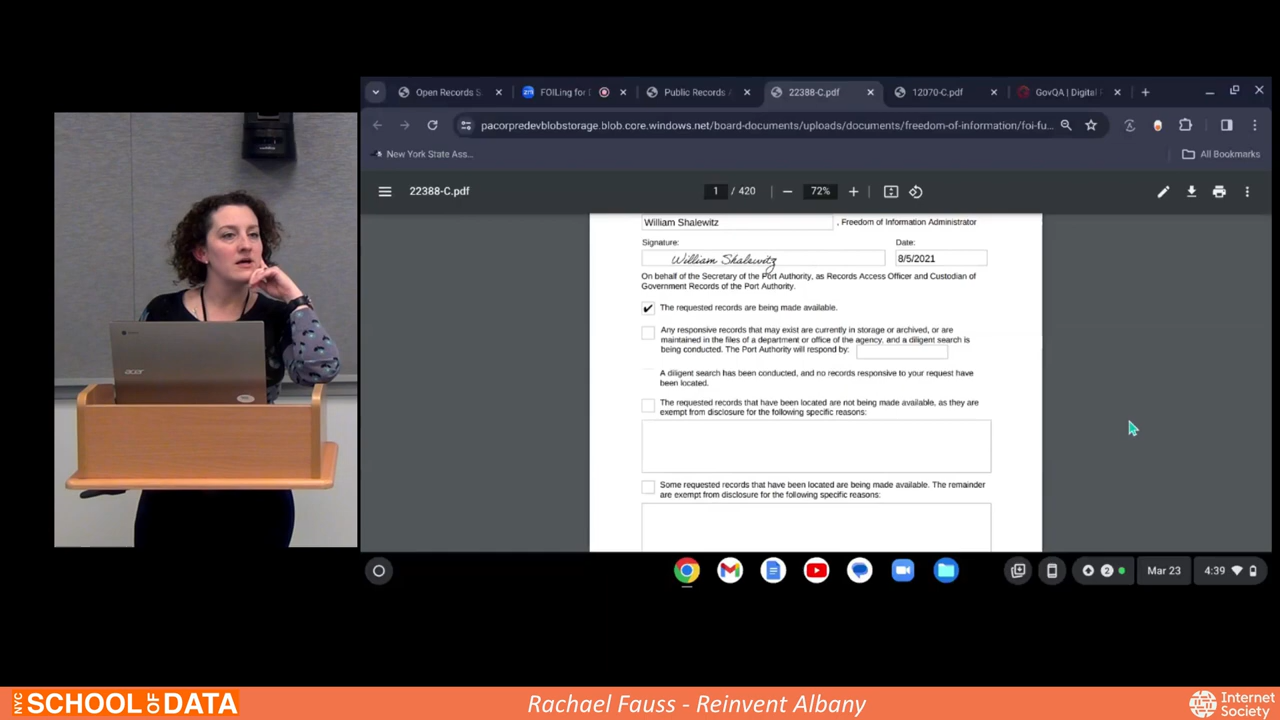 Open Records S
FOILing for D
Public Records A
22388-C.pdf
12070-C.pdf
GovQA | Digital F
pacorpredevblobstorage.blob.core.windows.net/board-documents/uploads/documents/freedom-of-information/foi-fu...
New York State Ass...
All Bookmarks
22388-C.pdf
1 / 420
72%
William Shalewitz
, Freedom of Information Administrator
Signature:
Date:
William Shalewitz
8/5/2021
On behalf of the Secretary of the Port Authority, as Records Access Officer and Custodian of
Government Records of the Port Authority.
✔ The requested records are being made available.
Any responsive records that may exist are currently in storage or archived, or are
maintained in the files of a department or office of the agency, and a diligent search is
being conducted. The Port Authority will respond by:
A diligent search has been conducted, and no records responsive to your request have
been located.
The requested records that have been located are not being made available, as they are
exempt from disclosure for the following specific reasons:
Some requested records that have been located are being made available. The remainder
are exempt from disclosure for the following specific reasons:
acer
2
Mar 23
4:39
NYC SCHOOL OF DATA
Rachael Fauss - Reinvent Albany
Internet
Society